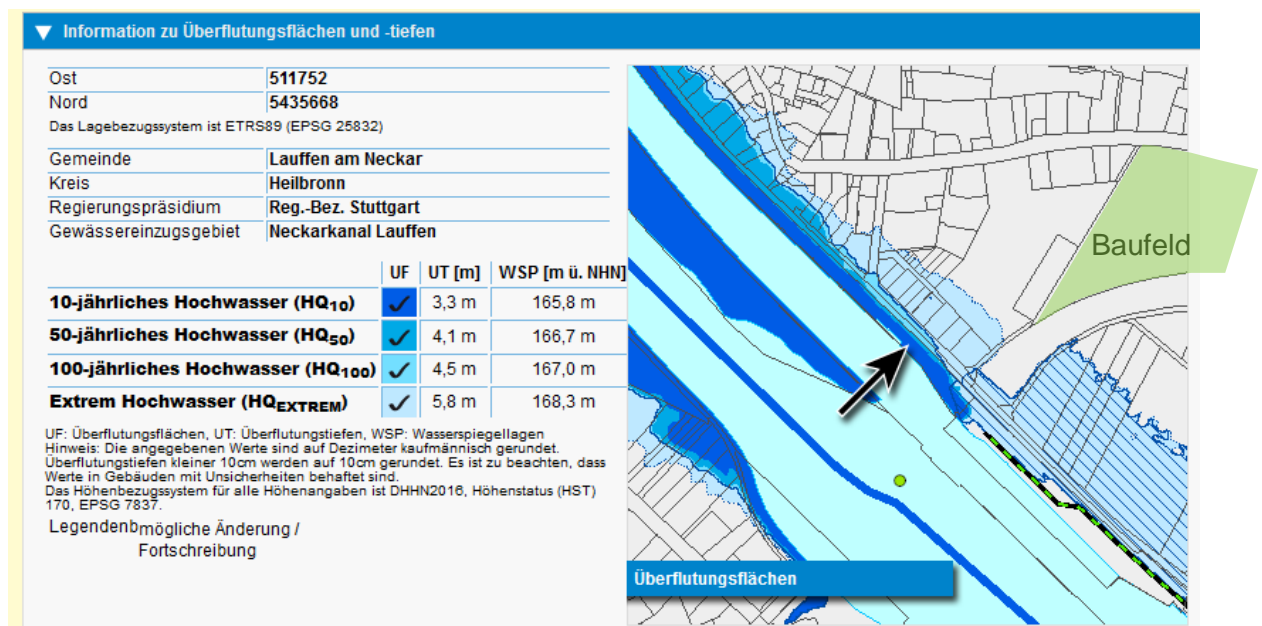 Information zu Überflutungsflächen und -tiefen
Ost 511752
Nord 5435668
Das Lagebezugssystem ist ETRS89 (EPSG 25832)
Gemeinde Lauffen am Neckar
Kreis Heilbronn
Regierungspräsidium Reg.-Bez. Stuttgart
Gewässereinzugsgebiet Neckarkanal Lauffen
UF UT [m] WSP [m ü. NHN]
10-jährliches Hochwasser (HQ10) 3,3 m 165,8 m
50-jährliches Hochwasser (HQ50) 4,1 m 166,7 m
100-jährliches Hochwasser (HQ100) 4,5 m 167,0 m
Extrem Hochwasser (HQEXTREM) 5,8 m 168,3 m
UF: Überflutungsflächen, UT: Überflutungstiefen, WSP: Wasserspiegellagen
Hinweis: Die angegebenen Werte sind auf Dezimeter kaufmännisch gerundet.
Überflutungstiefen kleiner 10cm werden auf 10cm gerundet. Es ist zu beachten, dass
Werte in Gebäuden mit Unsicherheiten behaftet sind.
Das Höhenbezugssystem für alle Höhenangaben ist DHHN2016, Höhenstatus (HST)
170, EPSG 7837.
Legendenbmögliche Änderung /
Fortschreibung
Baufeld
Überflutungsflächen